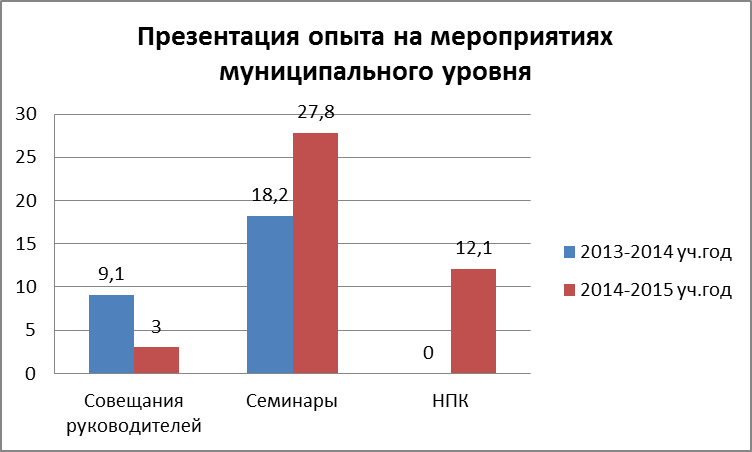 Презентация опыта на мероприятиях
муниципального уровня
30
25
20
15
10
5
0
9,1
3
18,2
27,8
0
12,1
Совещания
руководителей
Семинары
НПК
2013-2014 уч.год
2014-2015 уч.год